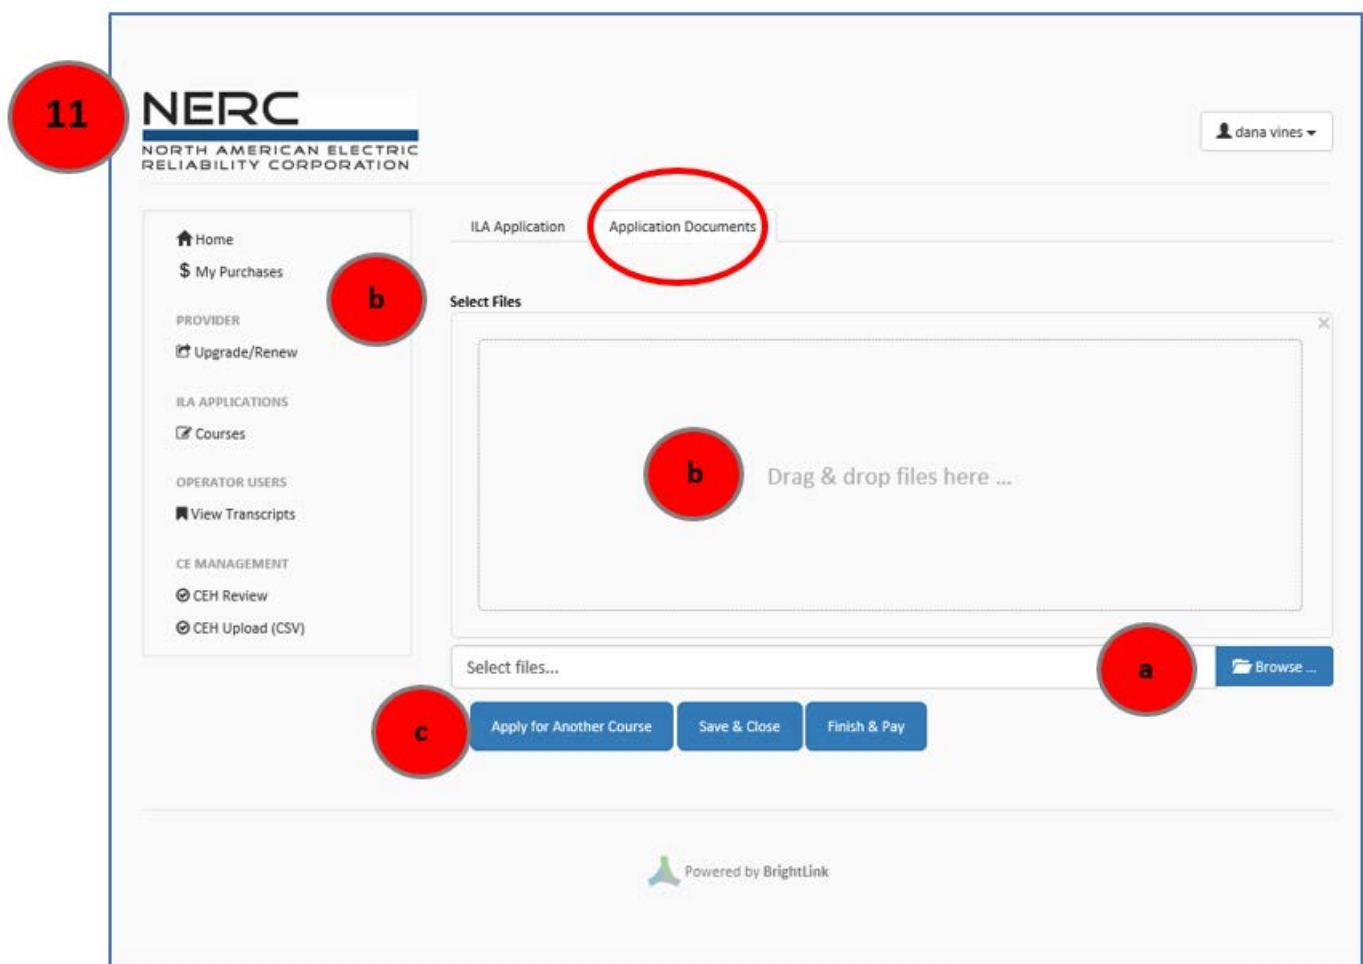 11
NERC
NORTH AMERICAN ELECTRIC
RELIABILITY CORPORATION
dana vines
Home
My Purchases
b
PROVIDER
Upgrade/Renew
ILA APPLICATIONS
Courses
OPERATOR USERS
View Transcripts
CE MANAGEMENT
CEH Review
CEH Upload (CSV)
ILA Application
Application Documents
Select Files
×
b
Drag & drop files here ...
Select files...
a
Browse ...
c
Apply for Another Course
Save & Close
Finish & Pay
Powered by BrightLink